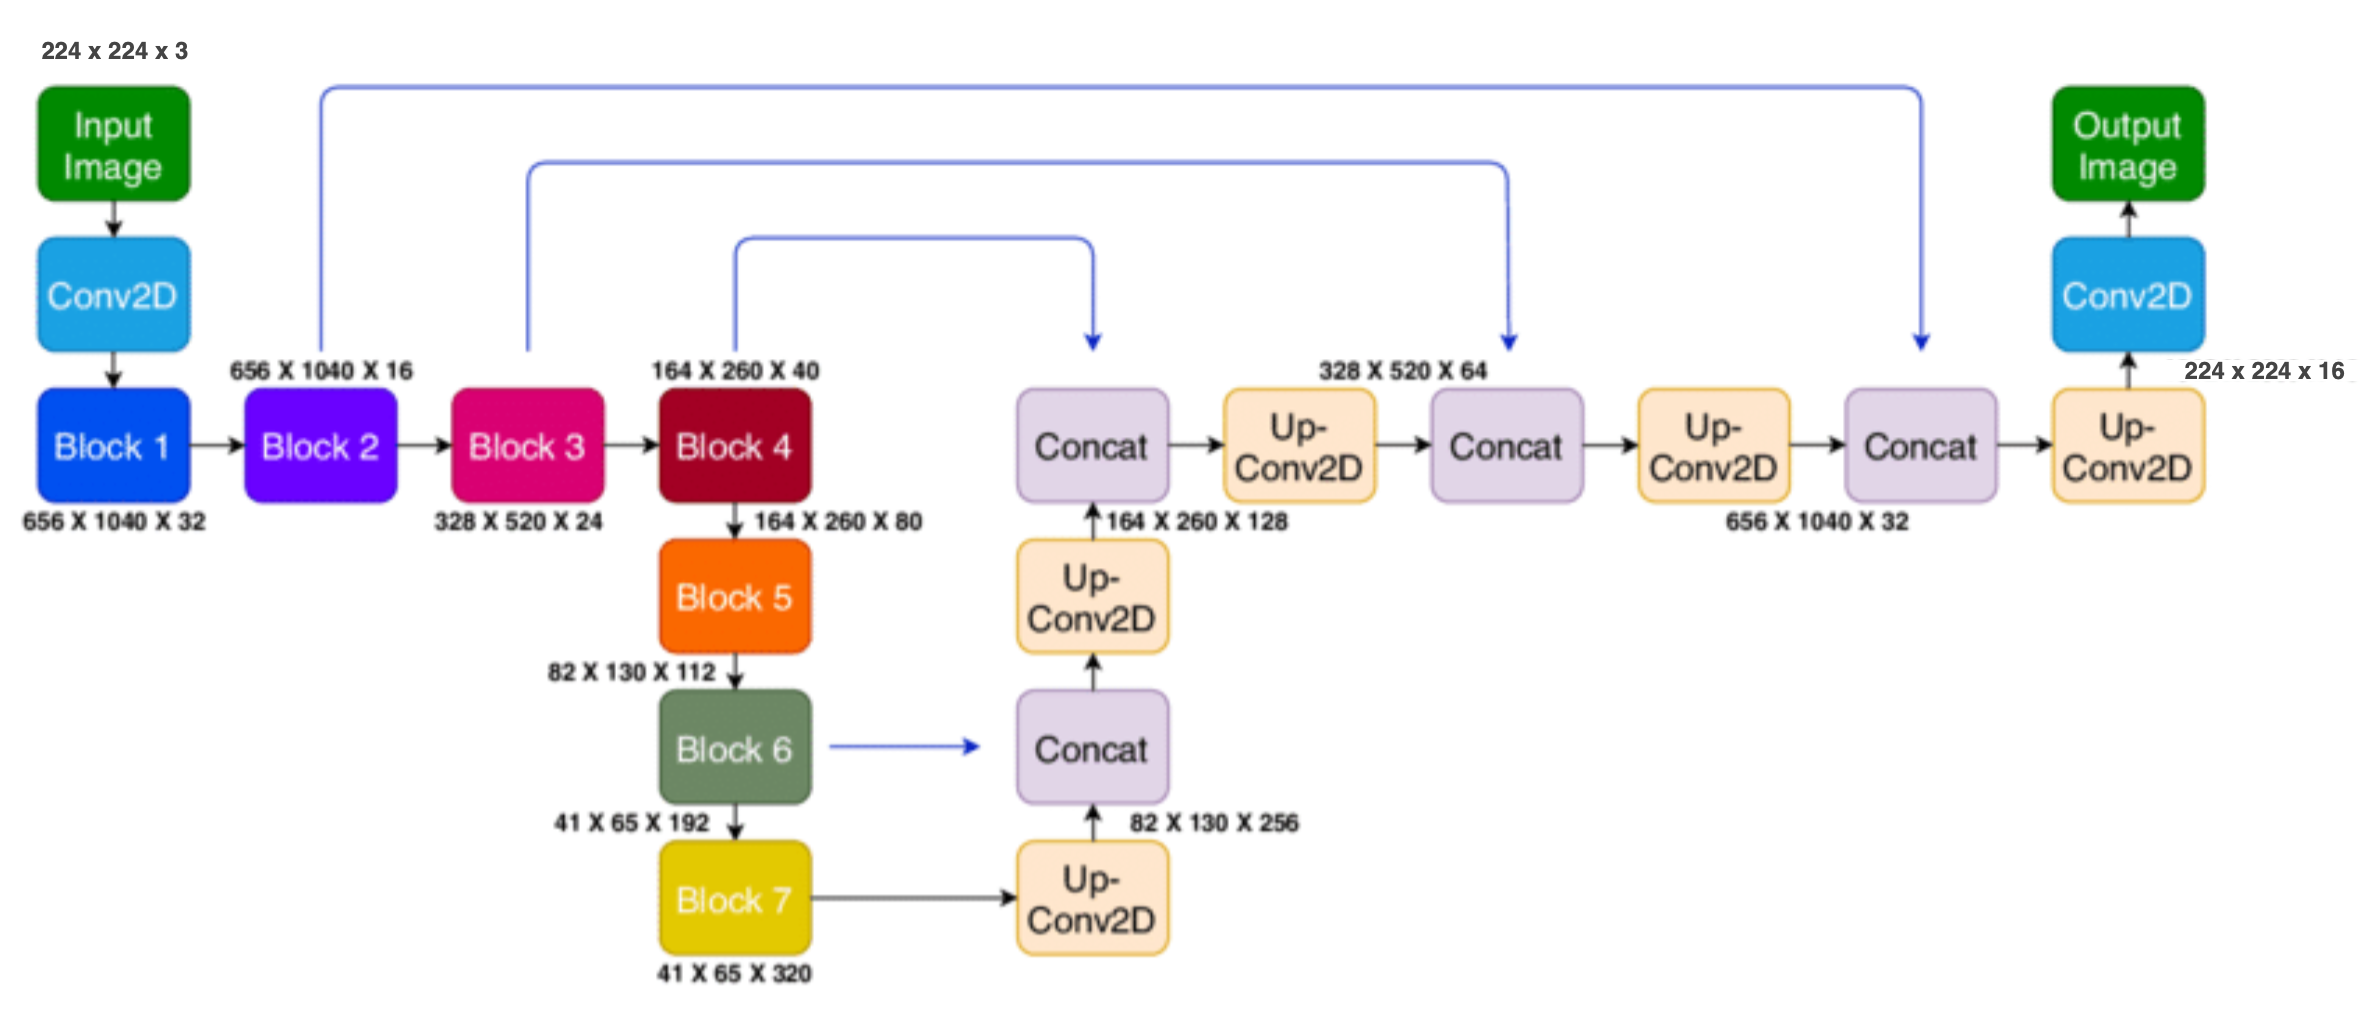 224 x 224 x 3
Input
Image
Conv2D
Block 1
656 X 1040 X 32
656 X 1040 X 16
Block 2
Block 3
328 X 520 X 24
164 X 260 X 40
Block 4
164 X 260 X 80
Block 5
82 X 130 X 112
Block 6
41 X 65 X 192
Block 7
41 X 65 X 320
Up-
Conv2D
82 X 130 X 256
Concat
Up-
Conv2D
164 X 260 X 128
Concat
Up-
Conv2D
328 X 520 X 64
Concat
Up-
Conv2D
656 X 1040 X 32
Concat
Up-
Conv2D
224 x 224 x 16
Conv2D
Output
Image